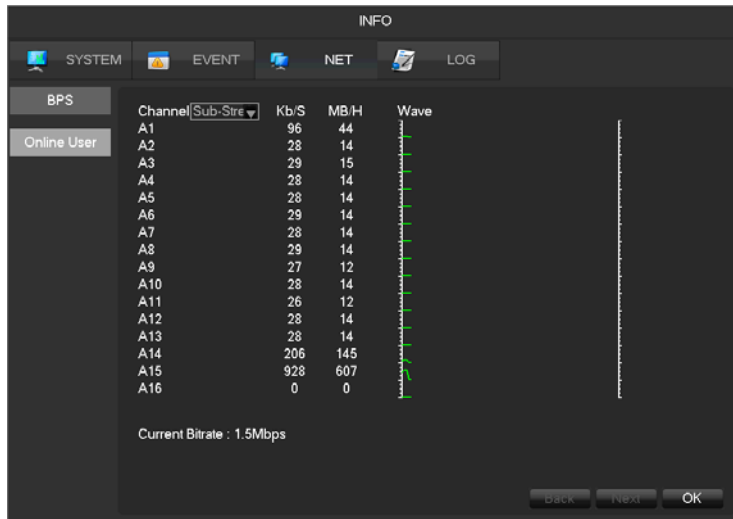 INFO
SYSTEM EVENT NET LOG
BPS
Online User
Channel Sub-Stre Kb/S MB/H Wave
A1 96 44
A2 28 14
A3 29 15
A4 28 14
A5 28 14
A6 29 14
A7 28 14
A8 29 14
A9 27 12
A10 28 14
A11 26 12
A12 28 14
A13 28 14
A14 206 145
A15 928 607
A16 0 0
Current Bitrate : 1.5Mbps
Back Next OK